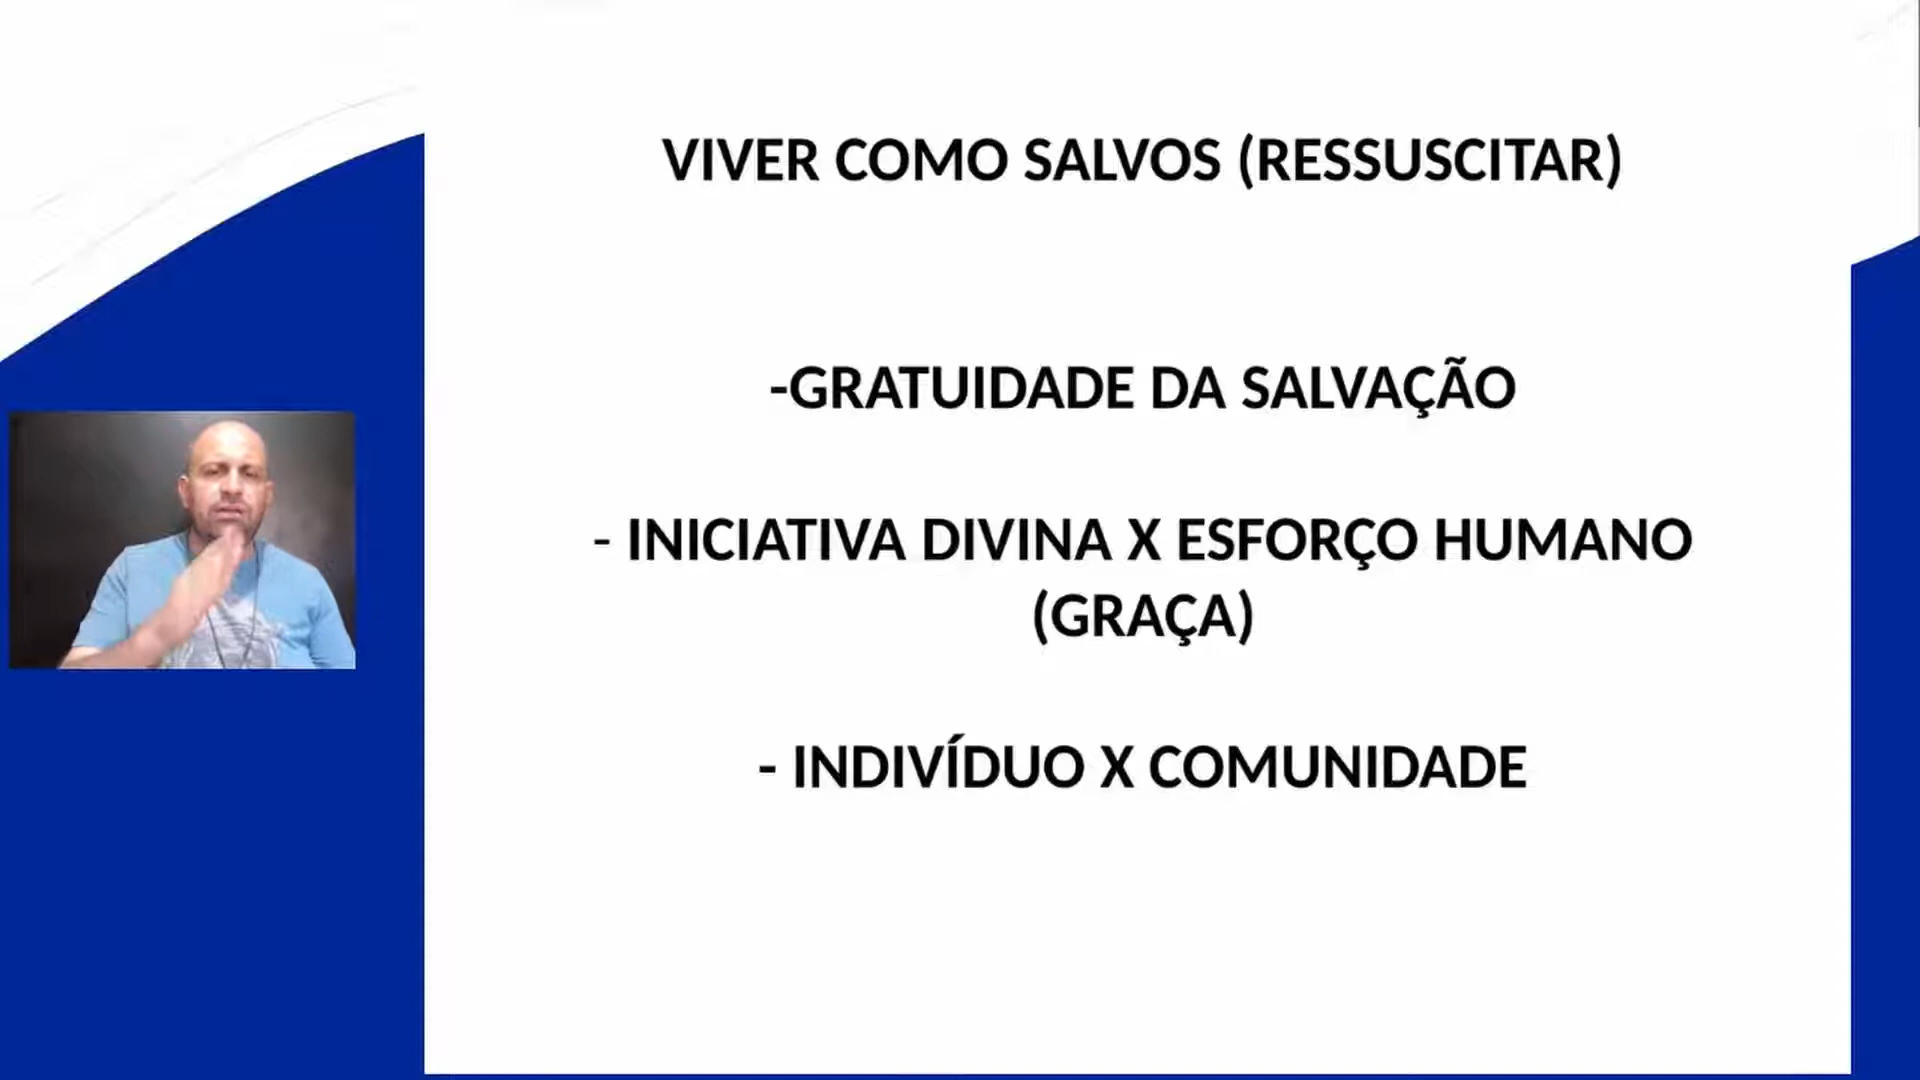 VIVER COMO SALVOS (RESSUSCITAR)
-GRATUIDADE DA SALVAÇÃO
- INICIATIVA DIVINA X ESFORÇO HUMANO
(GRAÇA)
- INDIVÍDUO X COMUNIDADE